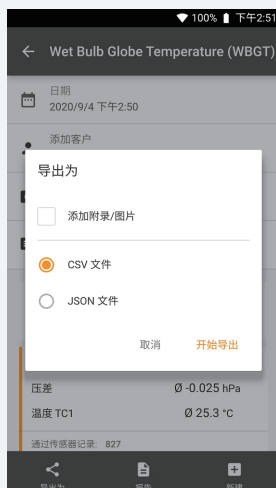 100% 下午2:51
← Wet Bulb Globe Temperature (WBGT)
日期
2020/9/4 下午2:50
添加客户
导出为
添加附录/图片
CSV 文件
JSON 文件
取消 开始导出
压差 Ø -0.025 hPa
温度 TC1 Ø 25.3 °C
通过传感器记录: 827
导出为 报告 新建